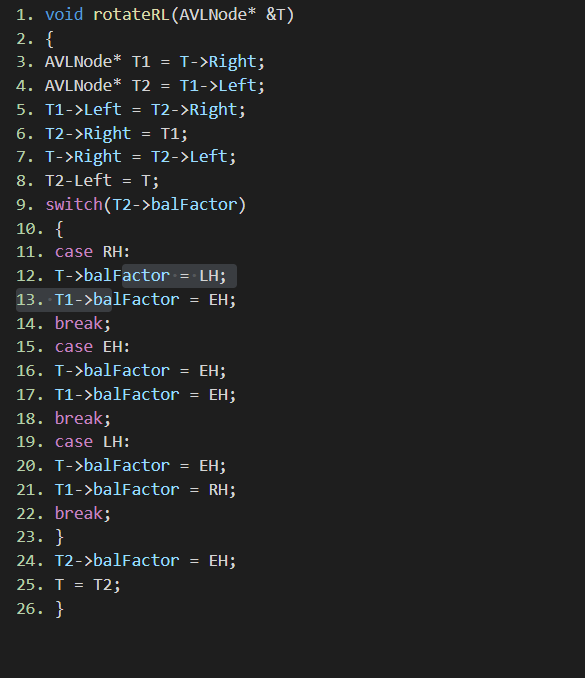 1. void rotateRL(AVLNode* &T)
2. {
3. AVLNode* T1 = T->Right;
4. AVLNode* T2 = T1->Left;
5. T1->Left = T2->Right;
6. T2->Right = T1;
7. T->Right = T2->Left;
8. T2-Left = T;
9. switch(T2->balFactor)
10. {
11. case RH:
12. T->balFactor = LH;
13. T1->balFactor = EH;
14. break;
15. case EH:
16. T->balFactor = EH;
17. T1->balFactor = EH;
18. break;
19. case LH:
20. T->balFactor = EH;
21. T1->balFactor = RH;
22. break;
23. }
24. T2->balFactor = EH;
25. T = T2;
26. }